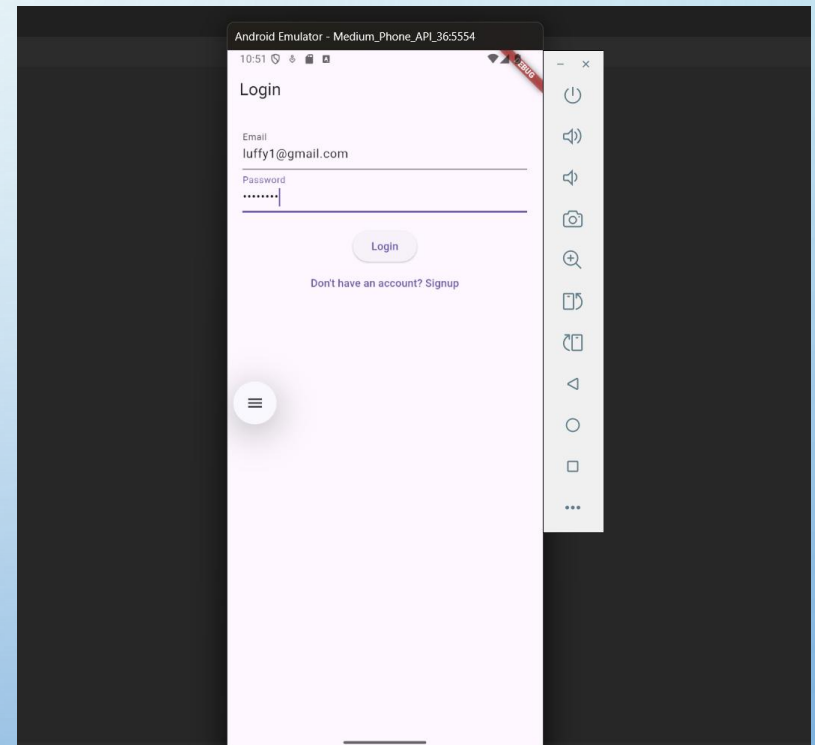 Android Emulator - Medium_Phone_API_36:5554
10:51
DEBUG
Login
Email
luffy1@gmail.com
Password
••••••••
Login
Don't have an account? Signup